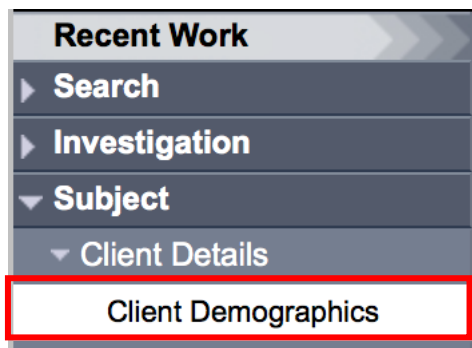 Recent Work
Search
Investigation
Subject
Client Details
Client Demographics